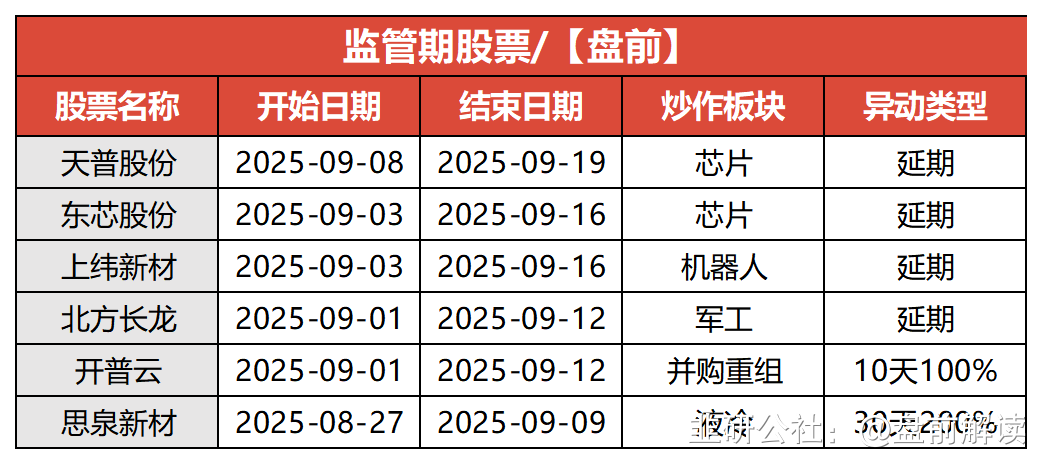 监管期股票/【盘前】
股票名称 开始日期 结束日期 炒作板块 异动类型
天普股份 2025-09-08 2025-09-19 芯片 延期
东芯股份 2025-09-03 2025-09-16 芯片 延期
上纬新材 2025-09-03 2025-09-16 机器人 延期
北方长龙 2025-09-01 2025-09-12 军工 延期
开普云 2025-09-01 2025-09-12 并购重组 10天100%
思泉新材 2025-08-27 2025-09-09 液冷 30天200%
韭研公社：@盘前解读